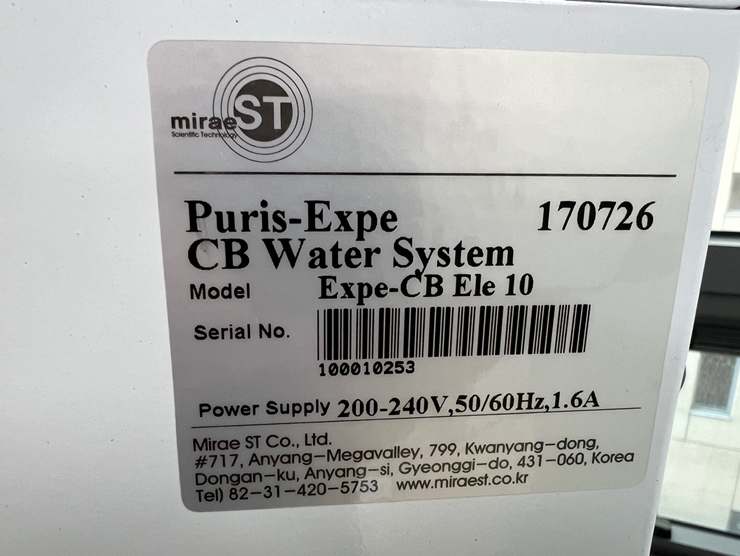 mirae ST
Scientific Technology
Puris-Expe 170726
CB Water System
Model Expe-CB Ele 10
Serial No.
100010253
Power Supply 200-240V,50/60Hz,1.6A
Mirae ST Co., Ltd.
#717, Anyang-Megavalley, 799, Kwanyang-dong,
Dongan-ku, Anyang-si, Gyeonggi-do, 431-060, Korea
Tel) 82-31-420-5753 www.miraest.co.kr